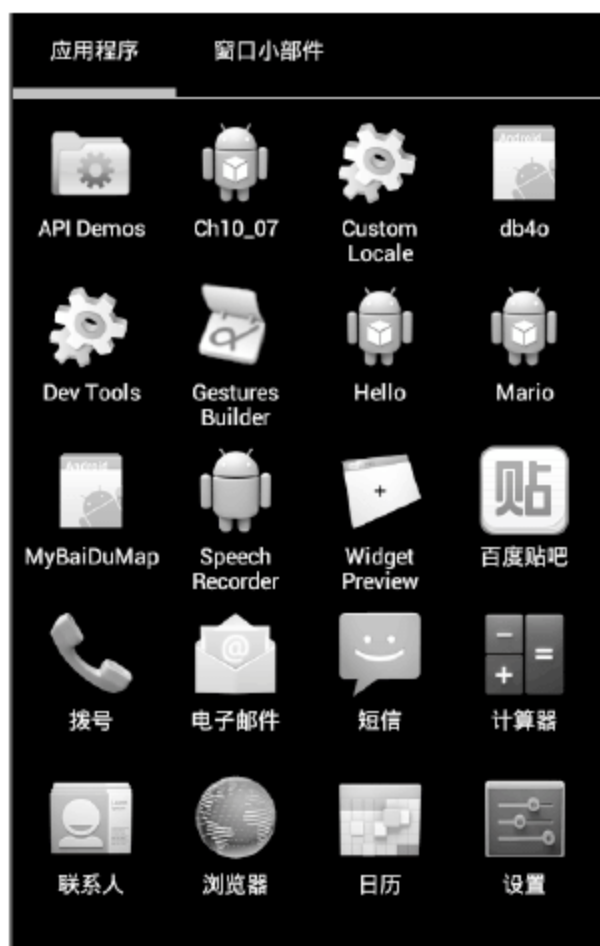 应用程序 窗口小部件
API Demos Ch10_07 Custom Locale db4o
Dev Tools Gestures Builder Hello Mario
Android
MyBaiDuMap Speech Recorder Widget Preview 百度贴吧
贴
拨号 电子邮件 短信 计算器
联系人 浏览器 日历 设置